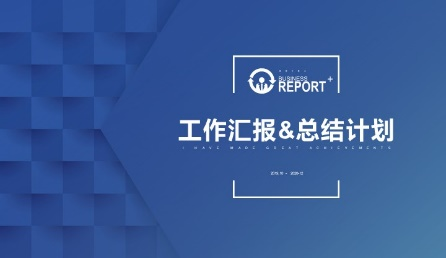 BUSINESS
REPORT+
工作汇报&总结计划
I HAVE MADE GREAT ACHIEVEMENTS